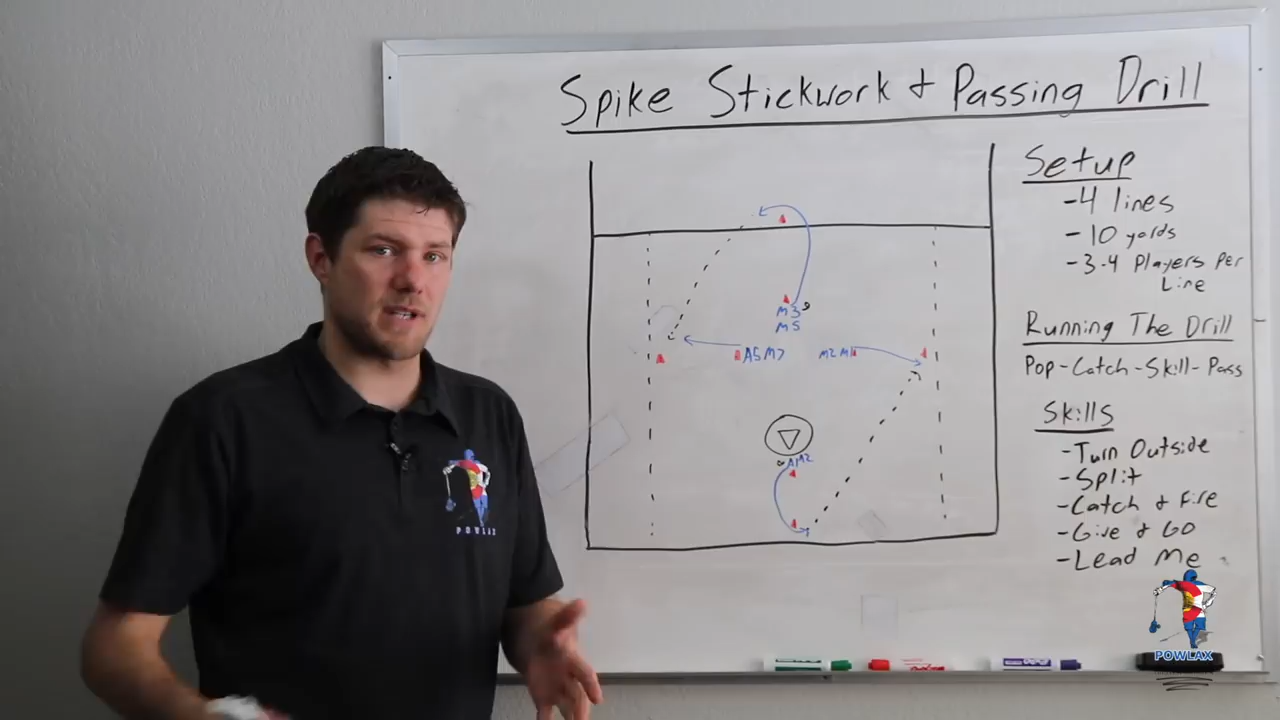 Spike Stickwork & Passing Drill
Setup
-4 lines
-10 yards
-3-4 Players Per
Line
Running The Drill
Pop-Catch-Skill-Pass
Skills
-Turn Outside
-Split
-Catch & Fire
-Give & Go
-Lead Me
M3
M5
A5 M7
M2 M1
A1 A2
POWLAX
POWLAX